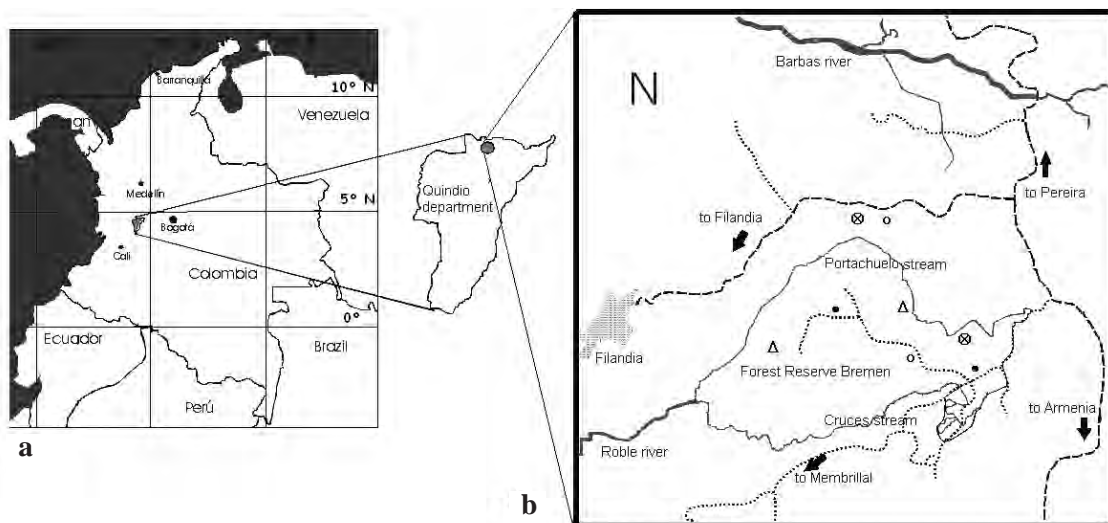 Barranquilla
10° N
Venezuela
Medellín
5° N
Bogotá
Cali
Colombia
0°
Ecuador
Brazil
Perú
a
Quindio
department
b
N
Barbas river
to Pereira
to Filandia
Portachuelo stream
Filandia
Forest Reserve Bremen
to Armenia
Cruces stream
Roble river
to Membrillal